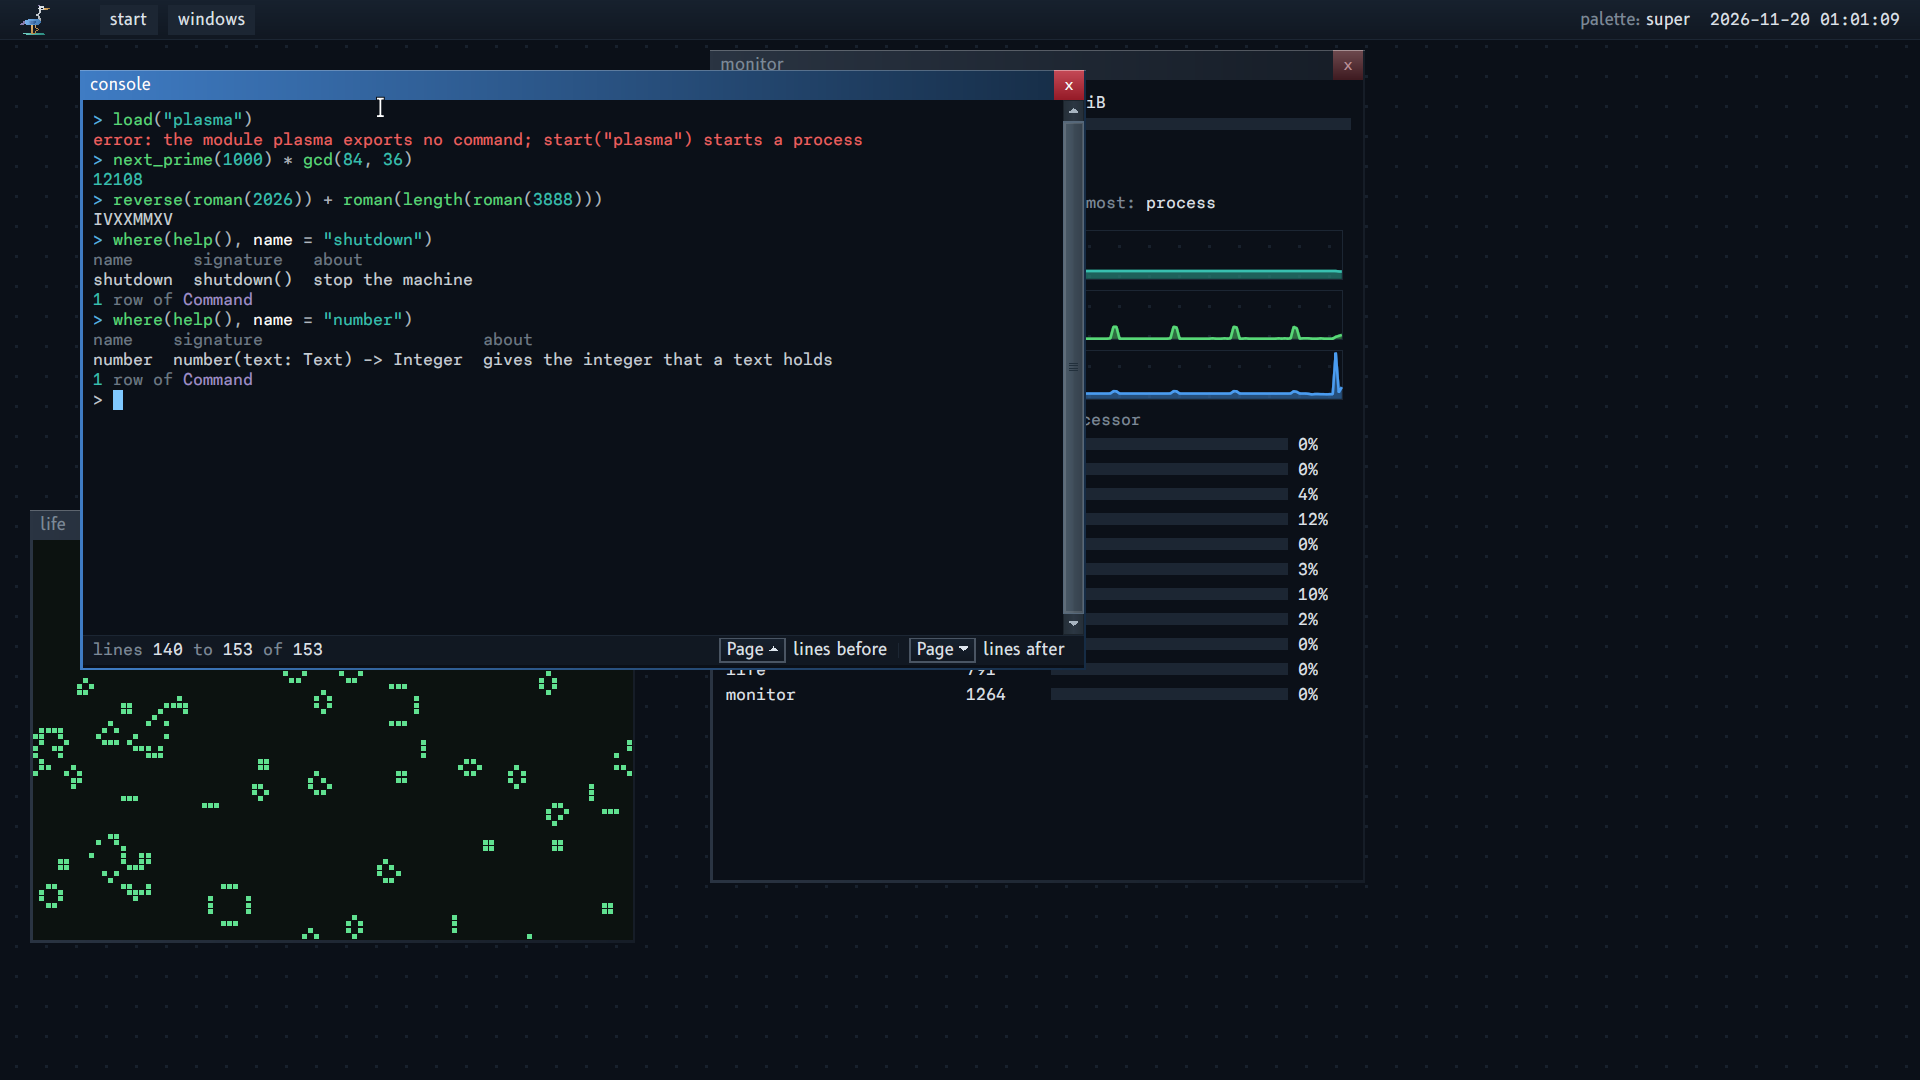 start windows palette: super 2026-11-20 01:01:09
monitor x
console x
iB
> load("plasma")
error: the module plasma exports no command; start("plasma") starts a process
> next_prime(1000) * gcd(84, 36)
12108
> reverse(roman(2026)) + roman(length(roman(3888)))
IVXXMMXV
> where(help(), name = "shutdown")
name signature about
shutdown shutdown() stop the machine
1 row of Command
> where(help(), name = "number")
name signature about
number number(text: Text) -> Integer gives the integer that a text holds
1 row of Command
>
most: process
cessor
0%
0%
4%
12%
0%
3%
10%
2%
0%
0%
lines 140 to 153 of 153 Page lines before Page lines after
life 791
monitor 1264 0%
life